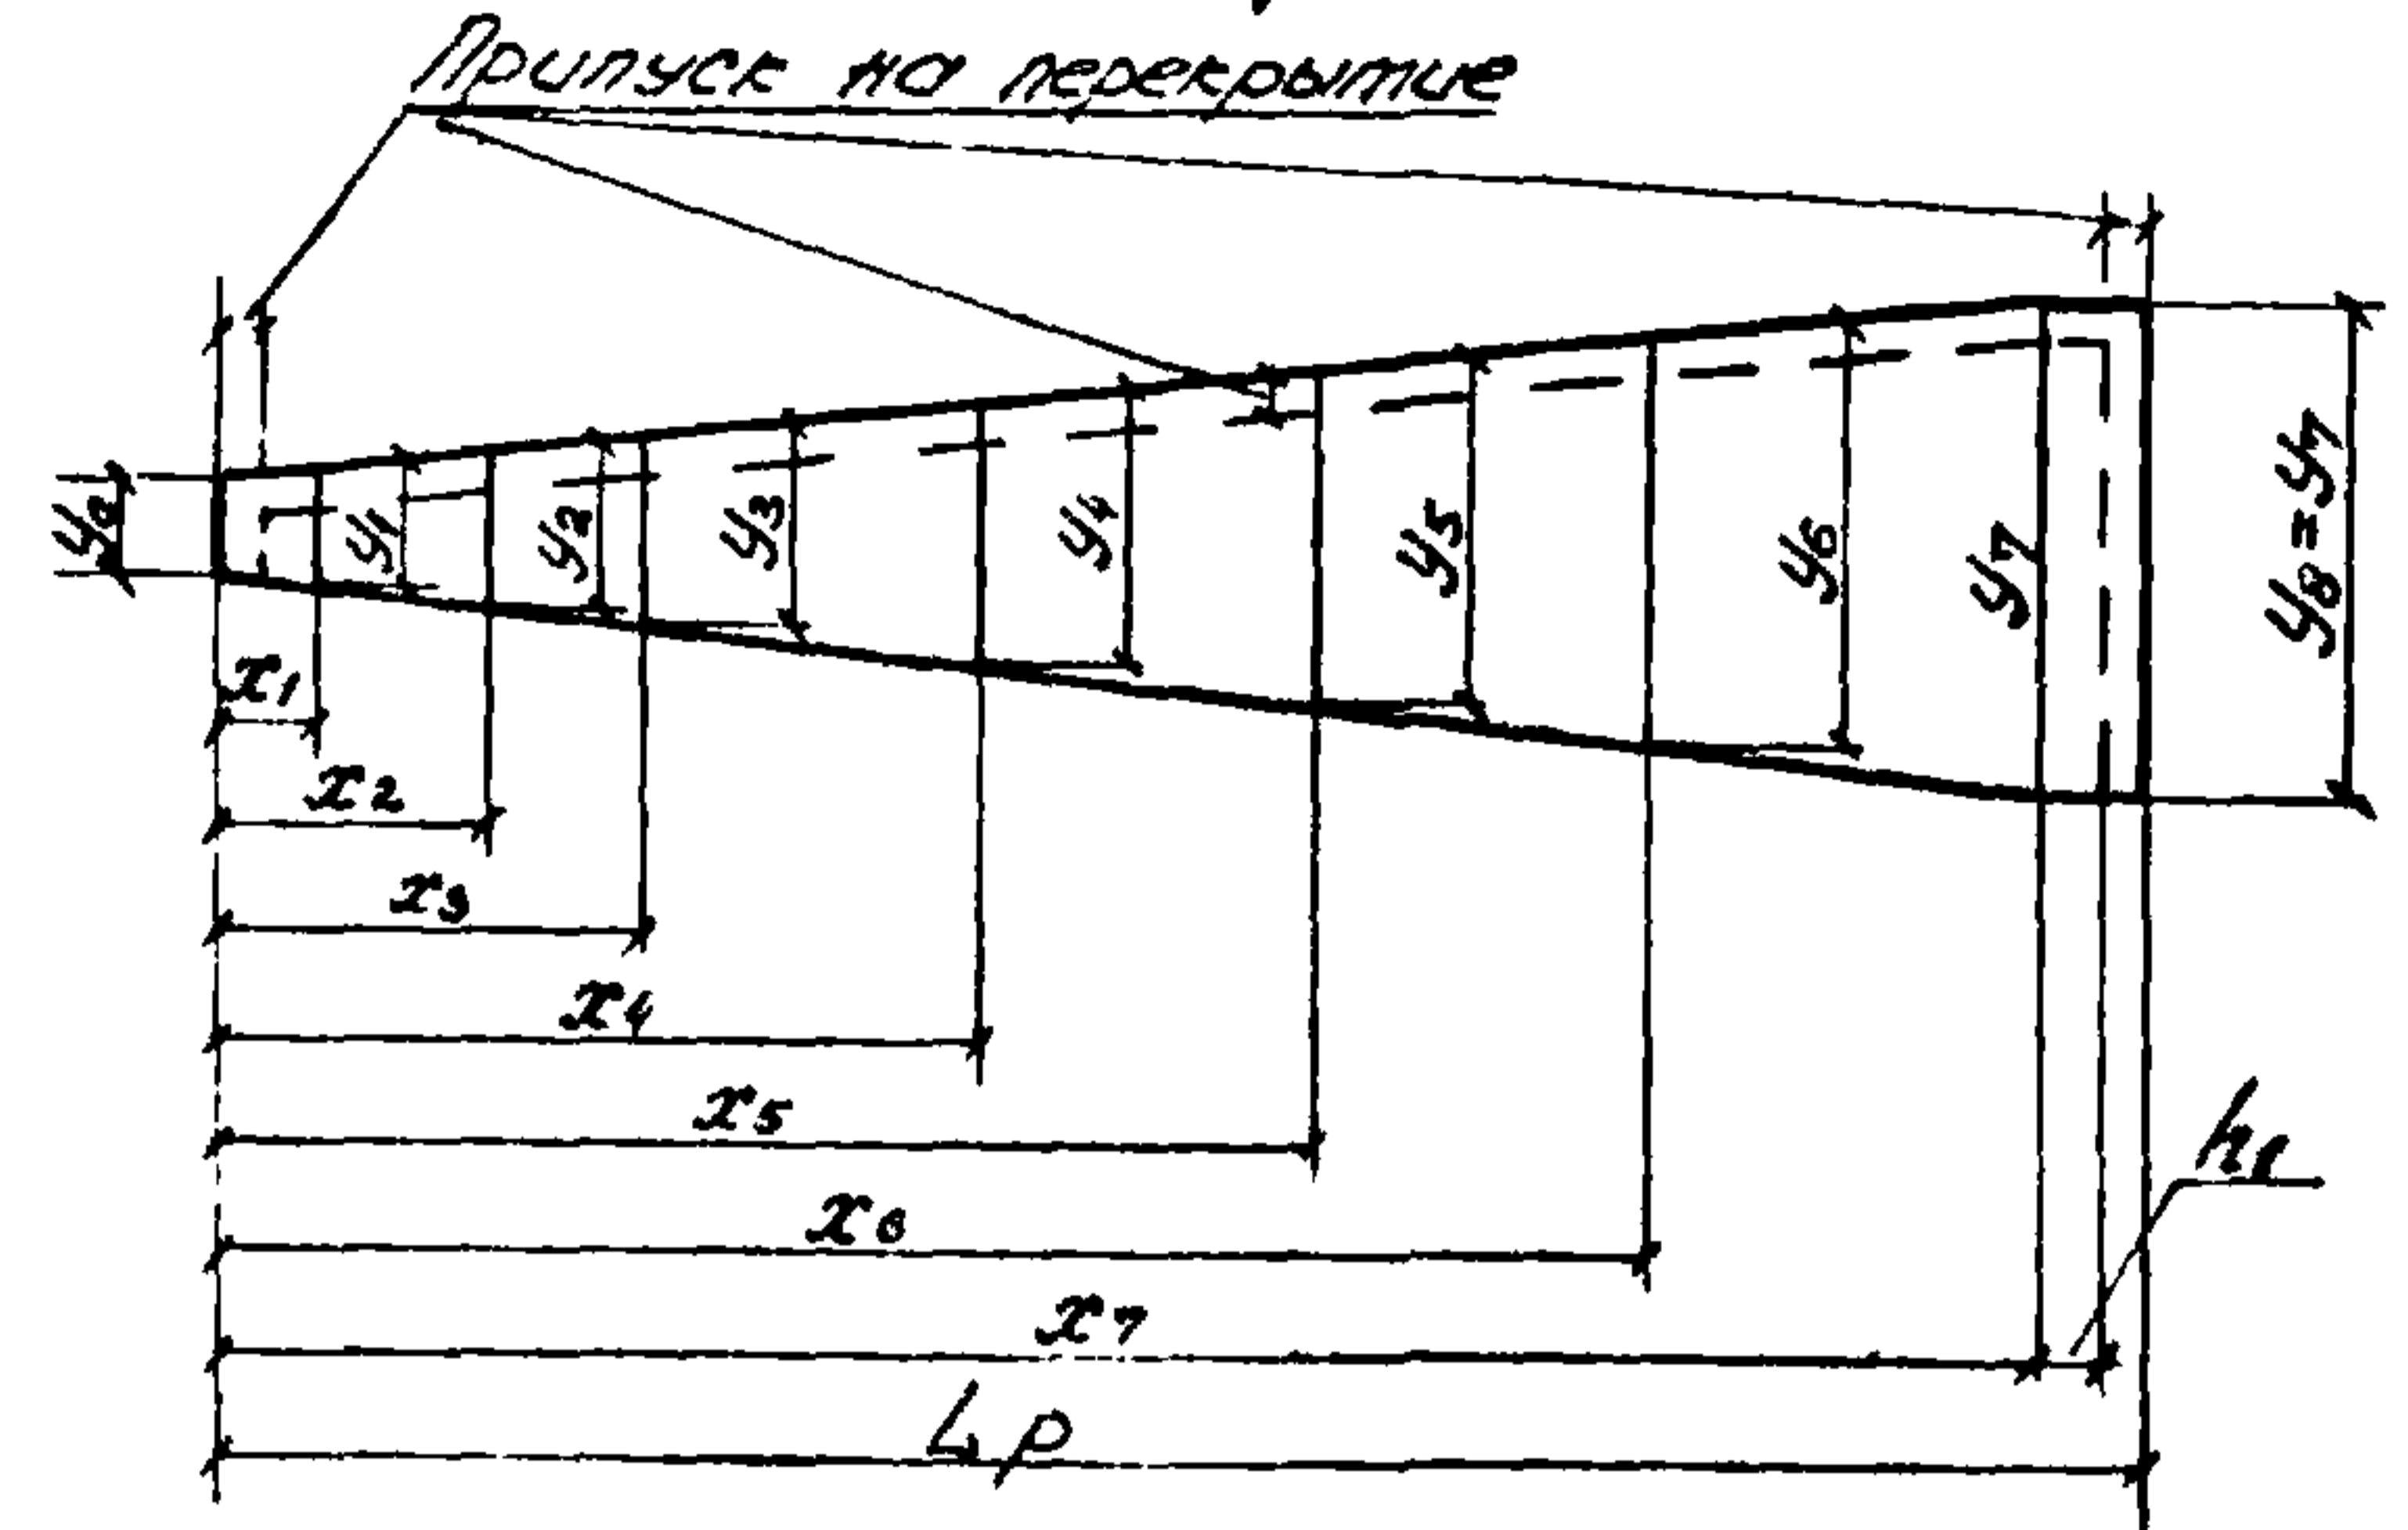 Припуск на перекрытие
y0 y1 y2 y3 y4 y5 y6 y7 y8 = y7
x1
x2
x3
x4
x5
x6
x7
h1
Lp